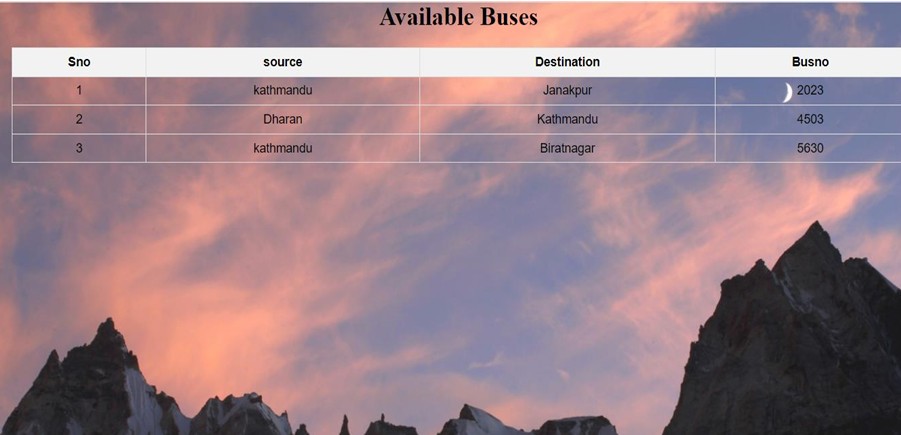 Available Buses
Sno source Destination Busno
1 kathmandu Janakpur 2023
2 Dharan Kathmandu 4503
3 kathmandu Biratnagar 5630